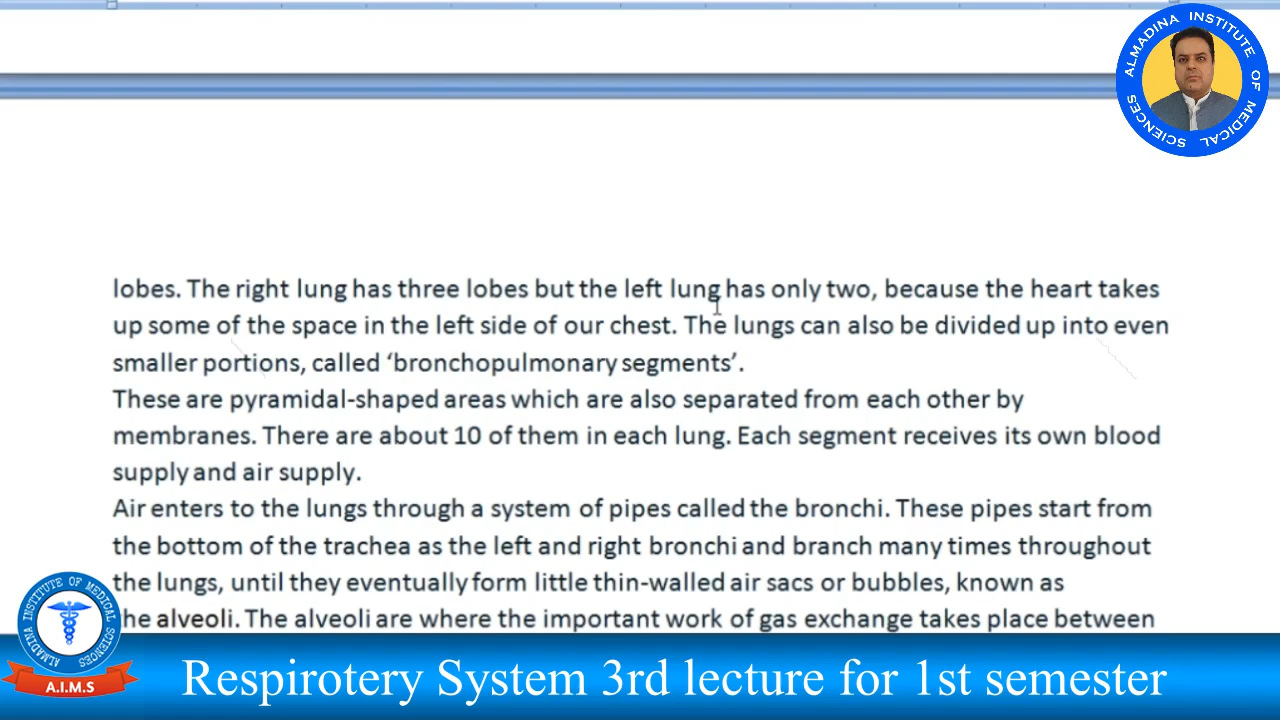 ALMADINA INSTITUTE OF MEDICAL SCIENCES
lobes. The right lung has three lobes but the left lung has only two, because the heart takes
up some of the space in the left side of our chest. The lungs can also be divided up into even
smaller portions, called ‘bronchopulmonary segments’.
These are pyramidal-shaped areas which are also separated from each other by
membranes. There are about 10 of them in each lung. Each segment receives its own blood
supply and air supply.
Air enters to the lungs through a system of pipes called the bronchi. These pipes start from
the bottom of the trachea as the left and right bronchi and branch many times throughout
the lungs, until they eventually form little thin-walled air sacs or bubbles, known as
the alveoli. The alveoli are where the important work of gas exchange takes place between
ALMADINA INSTITUTE OF MEDICAL SCIENCES
A.I.M.S
Respirotery System 3rd lecture for 1st semester